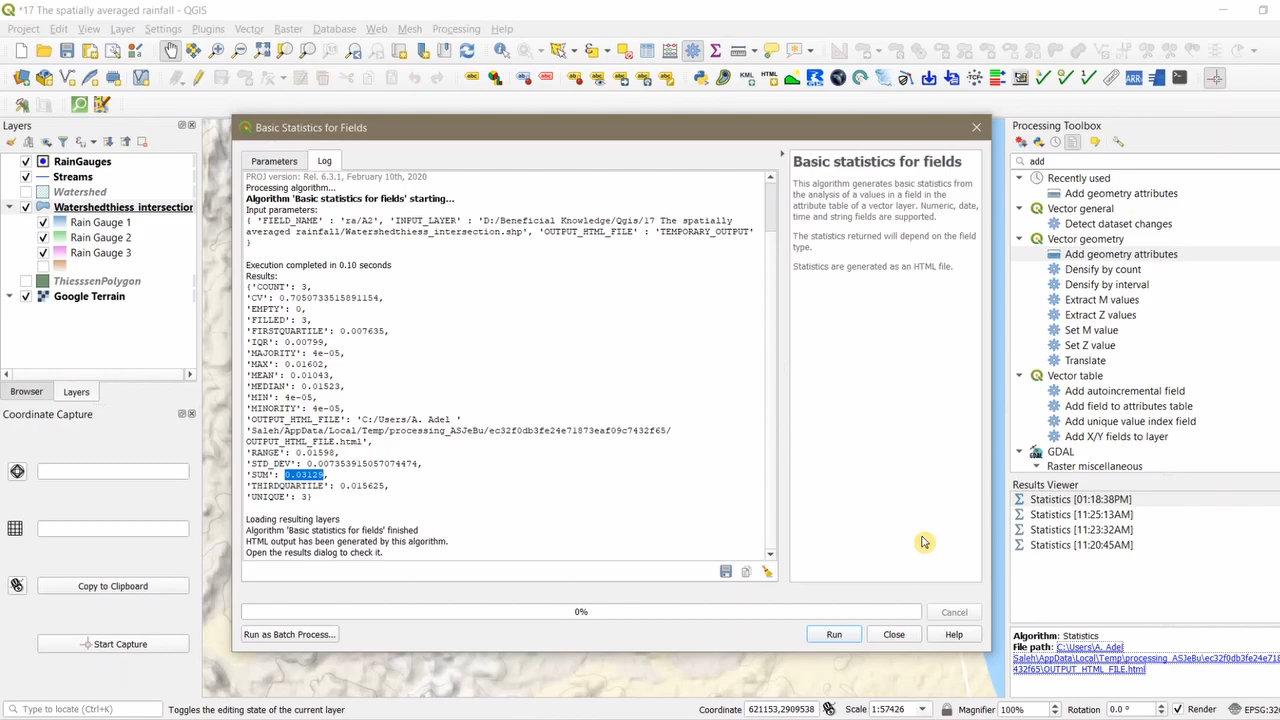 *17 The spatially averaged rainfall - QGIS
Project Edit View Layer Settings Plugins Vector Raster Database Web Mesh Processing Help
Layers
RainGauges
Streams
Watershed
Watershedthiess intersection
Rain Gauge 1
Rain Gauge 2
Rain Gauge 3
ThiesssenPolygon
Google Terrain
Browser Layers
Coordinate Capture
Copy to Clipboard
Start Capture
Basic Statistics for Fields
Parameters Log
PROJ version: Rel. 6.3.1, February 10th, 2020
Processing algorithm...
Algorithm 'Basic statistics for fields' starting...
Input parameters:
{ 'FIELD_NAME' : 'ra/A2', 'INPUT_LAYER' : 'D:/Beneficial Knowledge/Qgis/17 The spatially
averaged rainfall/Watershedthiess_intersection.shp', 'OUTPUT_HTML_FILE' : 'TEMPORARY_OUTPUT'
}
Execution completed in 0.10 seconds
Results:
{'COUNT': 3,
'CV': 0.7050733515891154,
'EMPTY': 0,
'FILLED': 3,
'FIRSTQUARTILE': 0.007635,
'IQR': 0.00799,
'MAJORITY': 4e-05,
'MAX': 0.01602,
'MEAN': 0.01043,
'MEDIAN': 0.01523,
'MIN': 4e-05,
'MINORITY': 4e-05,
'OUTPUT_HTML_FILE': 'C:/Users/A. Adel '
'Saleh/AppData/Local/Temp/processing_ASJeBu/ec32f0db3fe24e71873eaf09c7432f65/
OUTPUT_HTML_FILE.html',
'RANGE': 0.01598,
'STD_DEV': 0.007353915057074474,
'SUM': 0.03129,
'THIRDQUARTILE': 0.015625,
'UNIQUE': 3}
Loading resulting layers
Algorithm 'Basic statistics for fields' finished
HTML output has been generated by this algorithm.
Open the results dialog to check it.
Basic statistics for fields
This algorithm generates basic statistics from
the analysis of a values in a field in the
attribute table of a vector layer. Numeric, date,
time and string fields are supported.
The statistics returned will depend on the field
type.
Statistics are generated as an HTML file.
0% Cancel
Run as Batch Process... Run Close Help
Processing Toolbox
add
Recently used
Add geometry attributes
Vector general
Detect dataset changes
Vector geometry
Add geometry attributes
Densify by count
Densify by interval
Extract M values
Extract Z values
Set M value
Set Z value
Translate
Vector table
Add autoincremental field
Add field to attributes table
Add unique value index field
Add X/Y fields to layer
GDAL
Raster miscellaneous
Results Viewer
Statistics [01:18:38PM]
Statistics [11:25:13AM]
Statistics [11:23:32AM]
Statistics [11:20:45AM]
Algorithm: Statistics
File path: C:\Users\A. Adel
Saleh\AppData\Local\Temp\processing_ASJeBu\ec32f0db3fe24e718
432f65\OUTPUT_HTML_FILE.html
Type to locate (Ctrl+K) Toggles the editing state of the current layer Coordinate 621153,2909538 Scale 1:57426 Magnifier 100% Rotation 0.0 ° Render EPSG:32